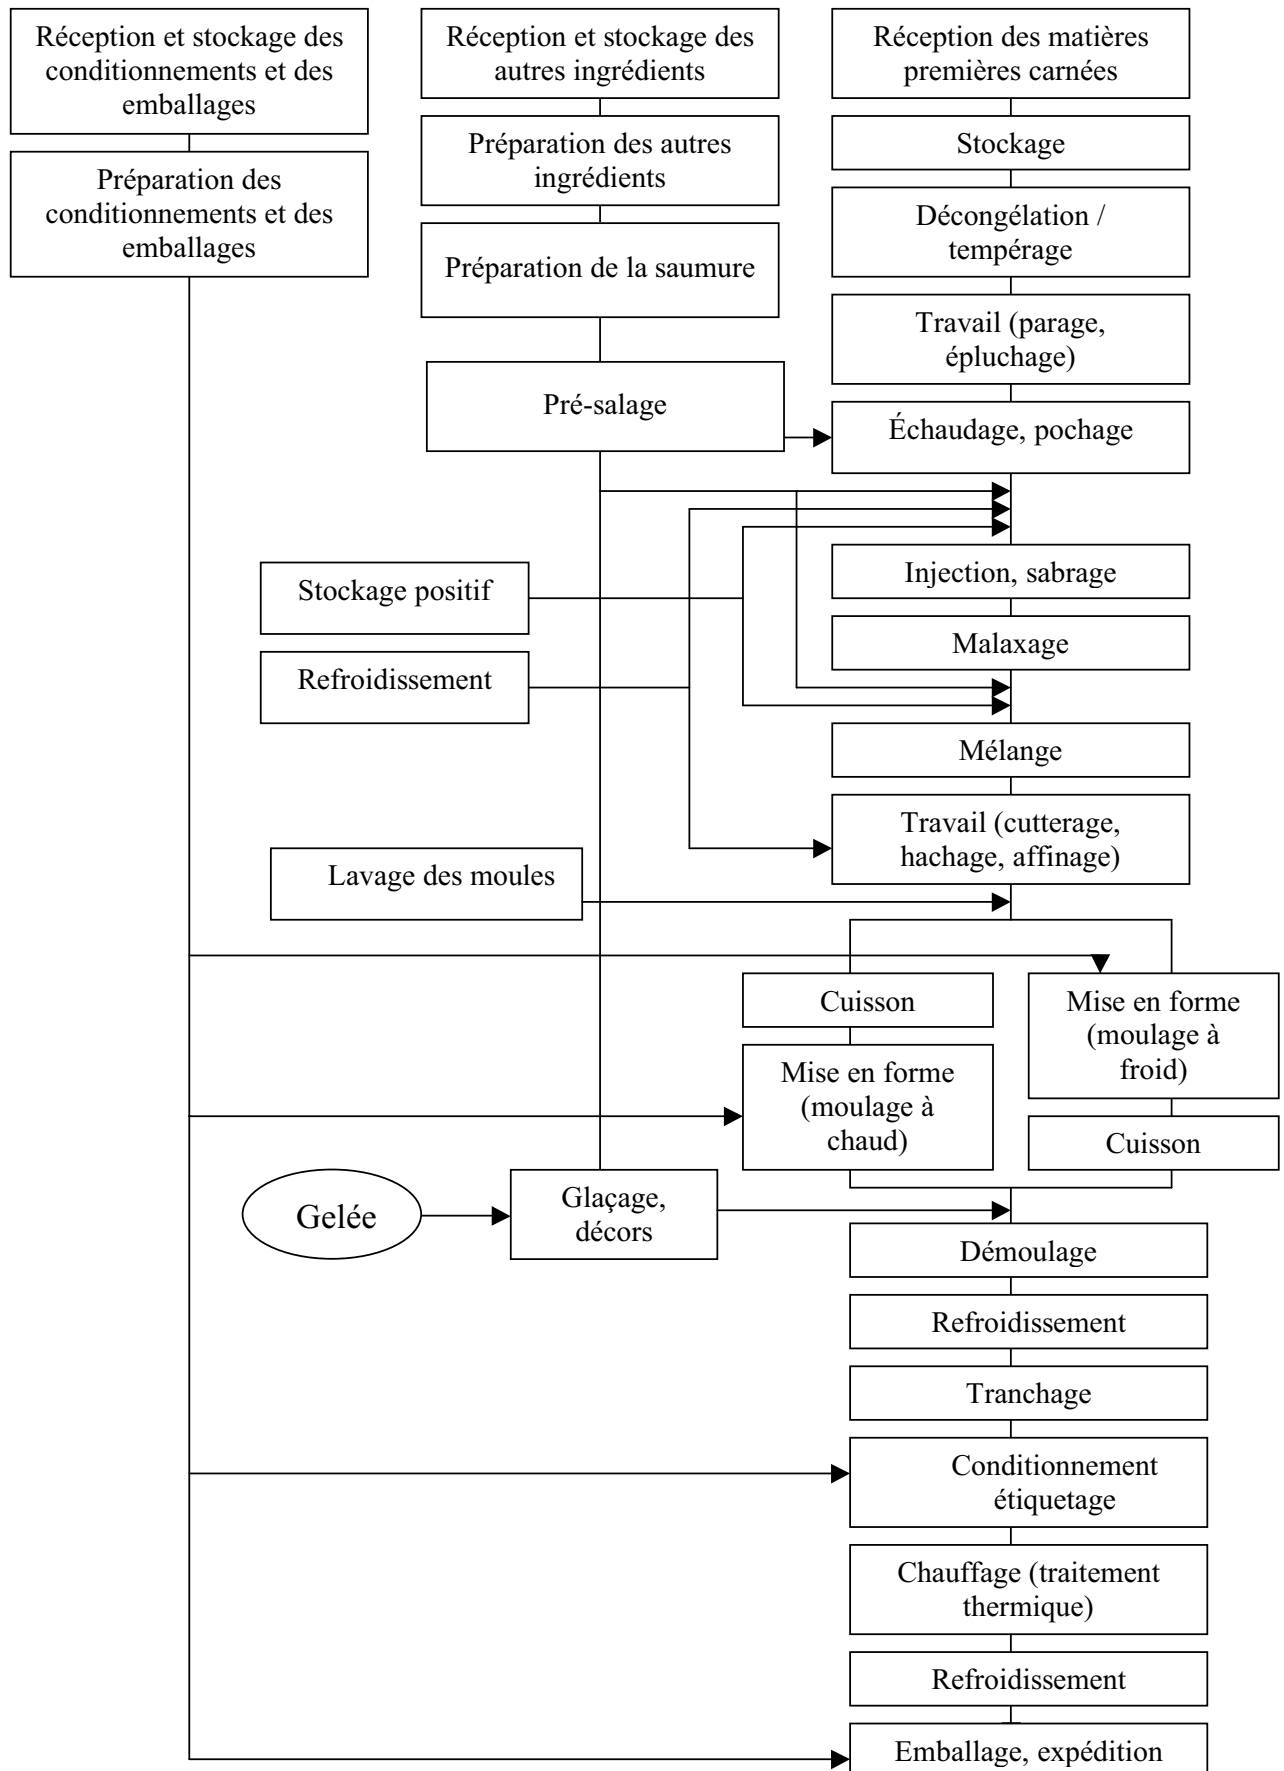 Réception et stockage des
conditionnements et des
emballages
Préparation des
conditionnements et des
emballages
Réception et stockage des
autres ingrédients
Préparation des autres
ingrédients
Préparation de la saumure
Pré-salage
Réception des matières
premières carnées
Stockage
Décongélation /
tempérage
Travail (parage,
épluchage)
Échaudage, pochage
Injection, sabrage
Stockage positif
Malaxage
Refroidissement
Mélange
Travail (cutterage,
hachage, affinage)
Lavage des moules
Cuisson
Mise en forme
(moulage à
chaud)
Mise en forme
(moulage à
froid)
Cuisson
Gelée
Glaçage,
décors
Démoulage
Refroidissement
Tranchage
Conditionnement
étiquetage
Chauffage (traitement
thermique)
Refroidissement
Emballage, expédition